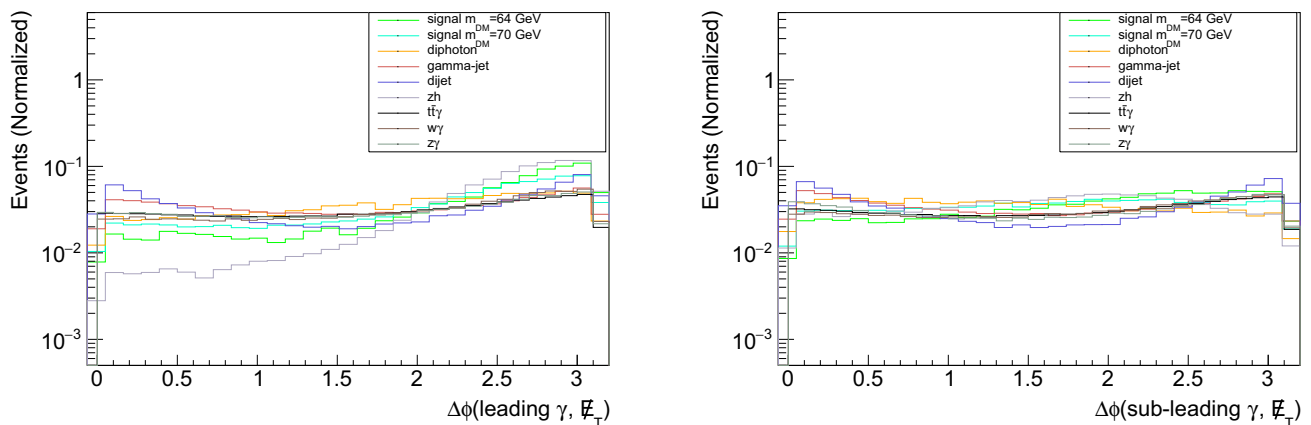 Events (Normalized)
1
10⁻¹
10⁻²
10⁻³
signal m_DM=64 GeV
signal m_DM=70 GeV
diphoton
gamma-jet
dijet
zh
tt̄γ
wγ
zγ
0 0.5 1 1.5 2 2.5 3
Δϕ(leading γ, E̸_T)
Events (Normalized)
1
10⁻¹
10⁻²
10⁻³
signal m_DM=64 GeV
signal m_DM=70 GeV
diphoton
gamma-jet
dijet
zh
tt̄γ
wγ
zγ
0 0.5 1 1.5 2 2.5 3
Δϕ(sub-leading γ, E̸_T)